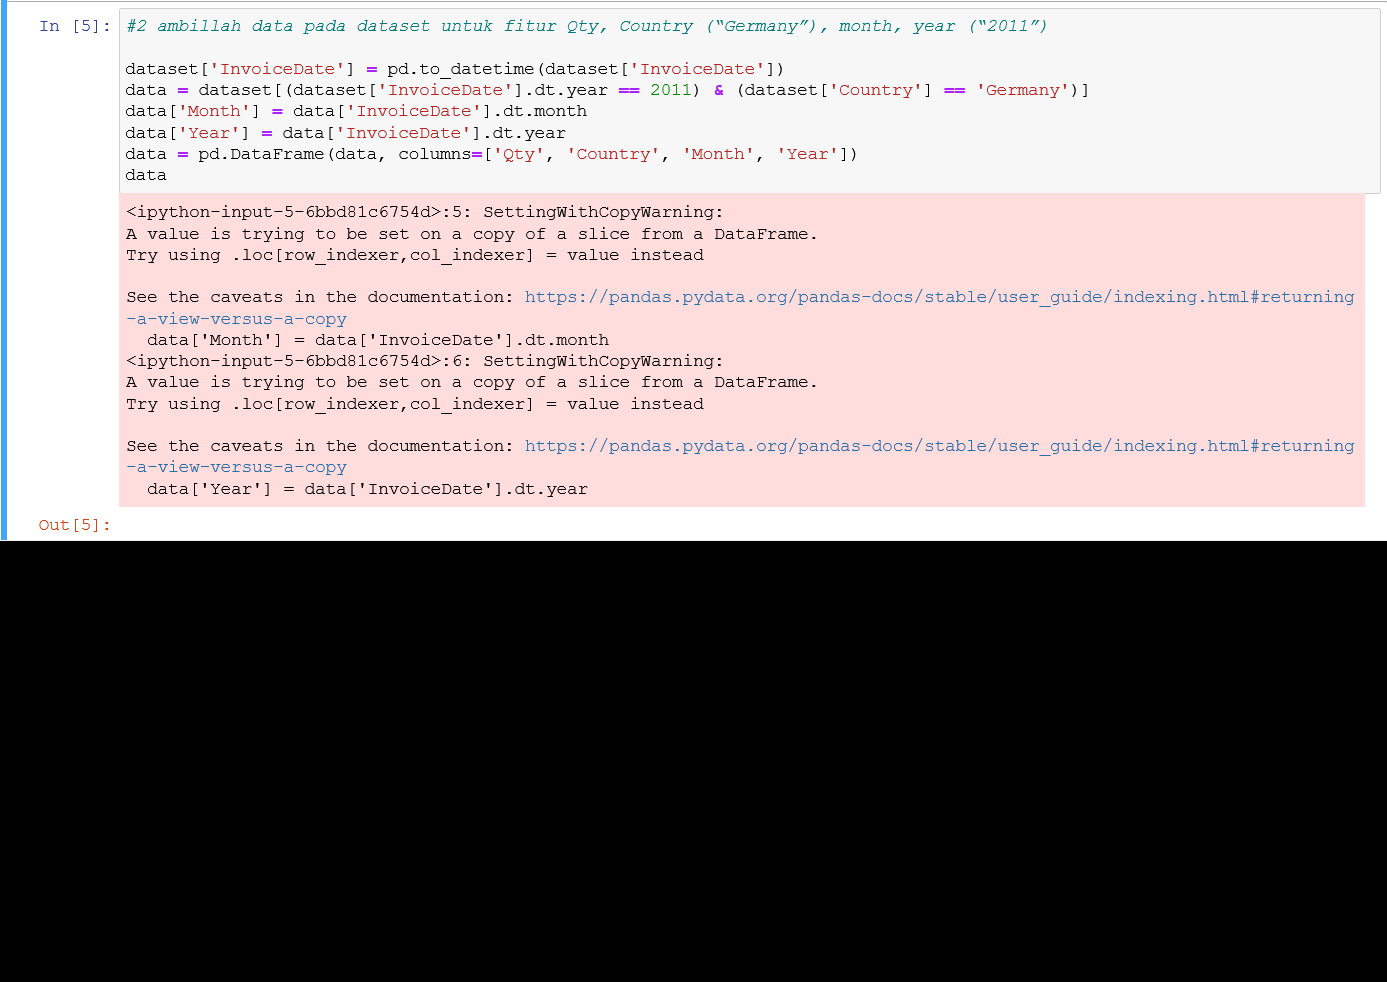 In [5]:
#2 ambillah data pada dataset untuk fitur Qty, Country (“Germany”), month, year (“2011”)
dataset['InvoiceDate'] = pd.to_datetime(dataset['InvoiceDate'])
data = dataset[(dataset['InvoiceDate'].dt.year == 2011) & (dataset['Country'] == 'Germany')]
data['Month'] = data['InvoiceDate'].dt.month
data['Year'] = data['InvoiceDate'].dt.year
data = pd.DataFrame(data, columns=['Qty', 'Country', 'Month', 'Year'])
data
<ipython-input-5-6bbd81c6754d>:5: SettingWithCopyWarning:
A value is trying to be set on a copy of a slice from a DataFrame.
Try using .loc[row_indexer,col_indexer] = value instead
See the caveats in the documentation: https://pandas.pydata.org/pandas-docs/stable/user_guide/indexing.html#returning
-a-view-versus-a-copy
data['Month'] = data['InvoiceDate'].dt.month
<ipython-input-5-6bbd81c6754d>:6: SettingWithCopyWarning:
A value is trying to be set on a copy of a slice from a DataFrame.
Try using .loc[row_indexer,col_indexer] = value instead
See the caveats in the documentation: https://pandas.pydata.org/pandas-docs/stable/user_guide/indexing.html#returning
-a-view-versus-a-copy
data['Year'] = data['InvoiceDate'].dt.year
Out[5]: